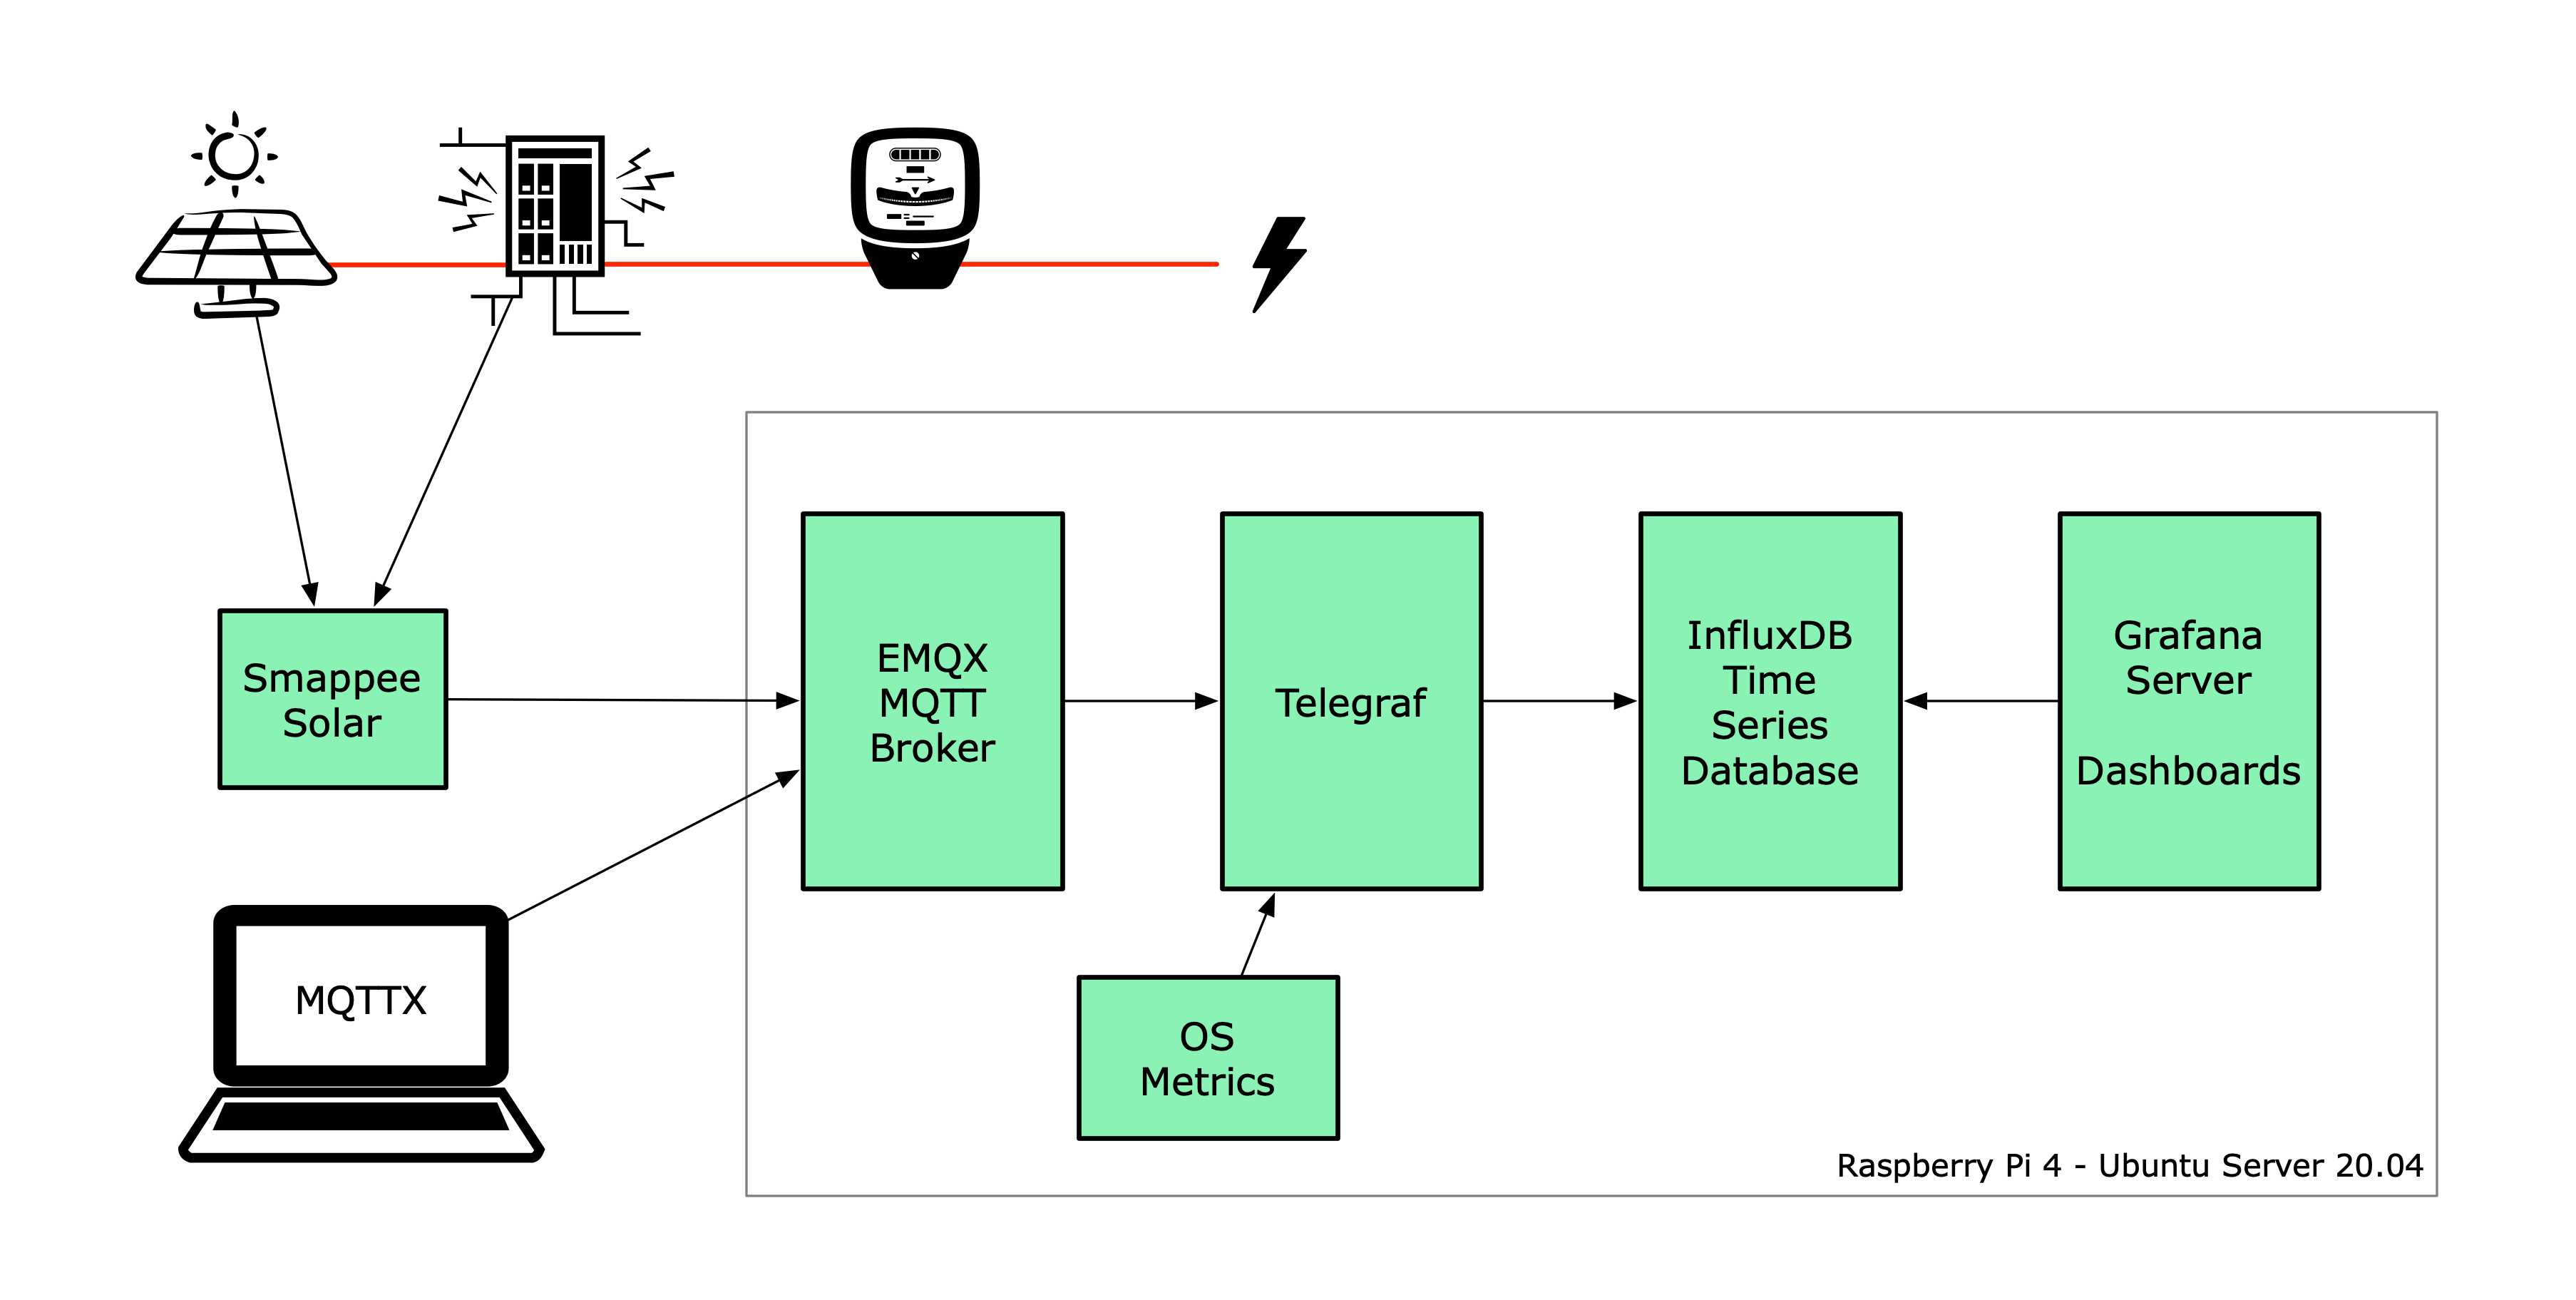 Smappee
Solar
EMQX
MQTT
Broker
Telegraf
InfluxDB
Time
Series
Database
Grafana
Server
Dashboards
MQTTX
OS
Metrics
Raspberry Pi 4 - Ubuntu Server 20.04